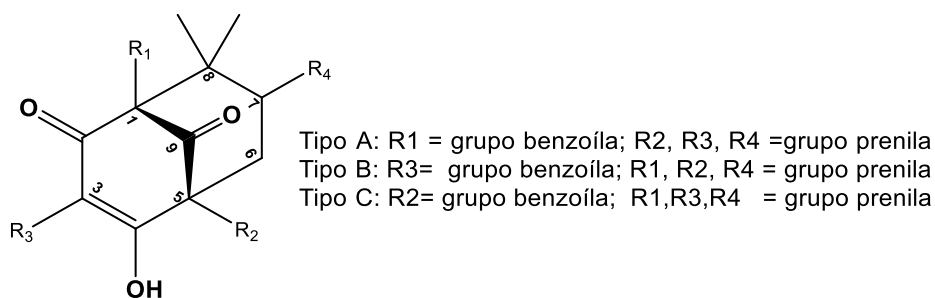 R1
R4
8
7
O
O
1
9
6
3
5
R3
R2
OH
Tipo A: R1 = grupo benzoíla; R2, R3, R4 =grupo prenila
Tipo B: R3= grupo benzoíla; R1, R2, R4 = grupo prenila
Tipo C: R2= grupo benzoíla; R1,R3,R4 = grupo prenila